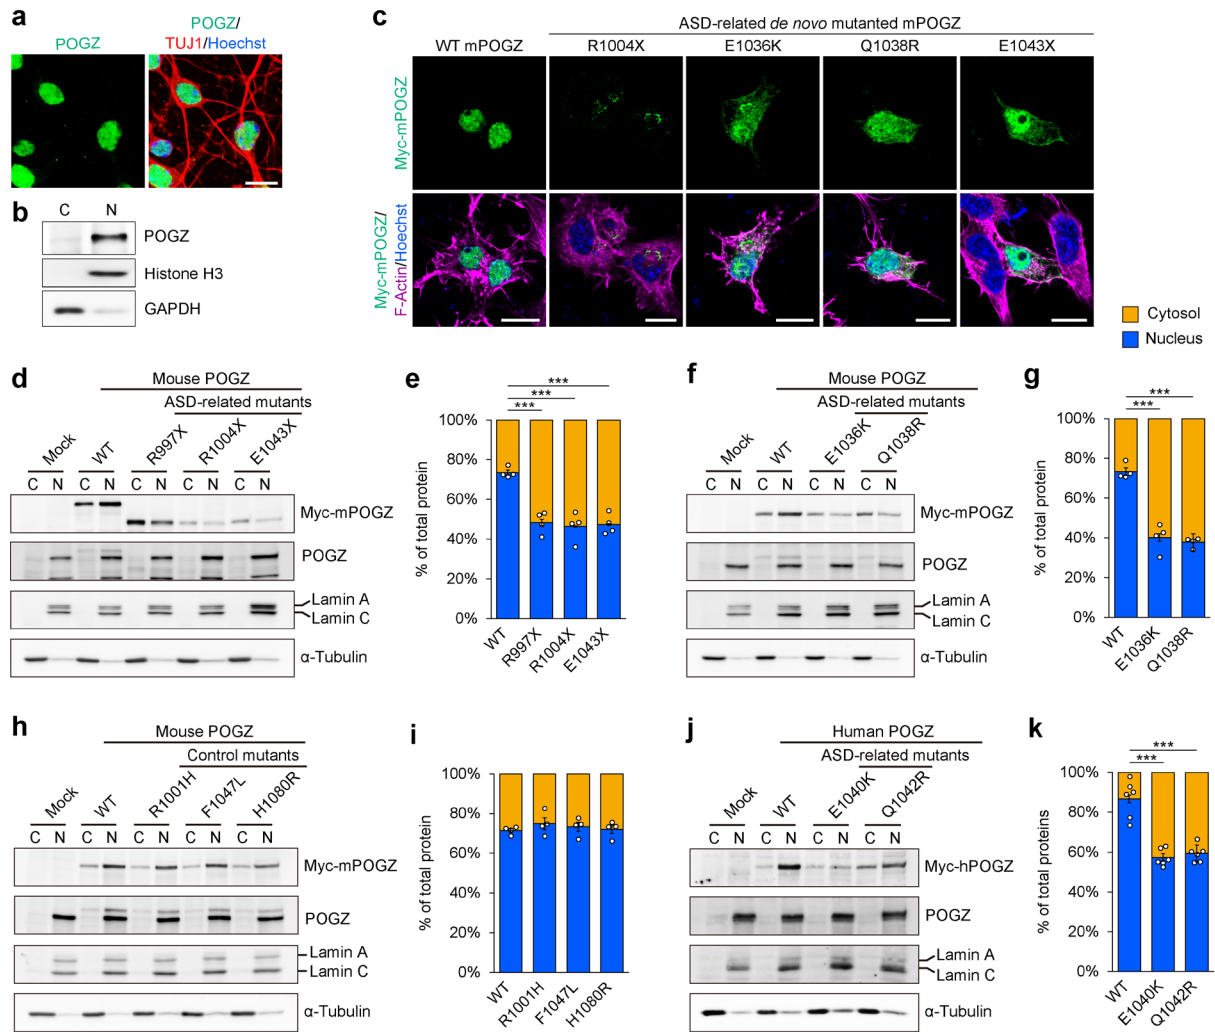 a
POGZ
POGZ/
TUJ1/Hoechst
b
C N
POGZ
Histone H3
GAPDH
c
ASD-related de novo mutanted mPOGZ
WT mPOGZ R1004X E1036K Q1038R E1043X
Myc-mPOGZ
Myc-mPOGZ/
F-Actin/Hoechst
Cytosol
Nucleus
d
Mouse POGZ
ASD-related mutants
Mock WT R997X R1004X E1043X
C N C N C N C N C N
Myc-mPOGZ
POGZ
Lamin A
Lamin C
α-Tubulin
e
*** 
***
***
% of total protein
100%
80%
60%
40%
20%
0%
WT R997X R1004X E1043X
f
Mouse POGZ
ASD-related mutants
Mock WT E1036K Q1038R
C N C N C N C N
Myc-mPOGZ
POGZ
Lamin A
Lamin C
α-Tubulin
g
***
***
% of total protein
100%
80%
60%
40%
20%
0%
WT E1036K Q1038R
h
Mouse POGZ
Control mutants
Mock WT R1001H F1047L H1080R
C N C N C N C N C N
Myc-mPOGZ
POGZ
Lamin A
Lamin C
α-Tubulin
i
% of total protein
100%
80%
60%
40%
20%
0%
WT R1001H F1047L H1080R
j
Human POGZ
ASD-related mutants
Mock WT E1040K Q1042R
C N C N C N C N
Myc-hPOGZ
POGZ
Lamin A
Lamin C
α-Tubulin
k
***
***
% of total proteins
100%
80%
60%
40%
20%
0%
WT E1040K Q1042R